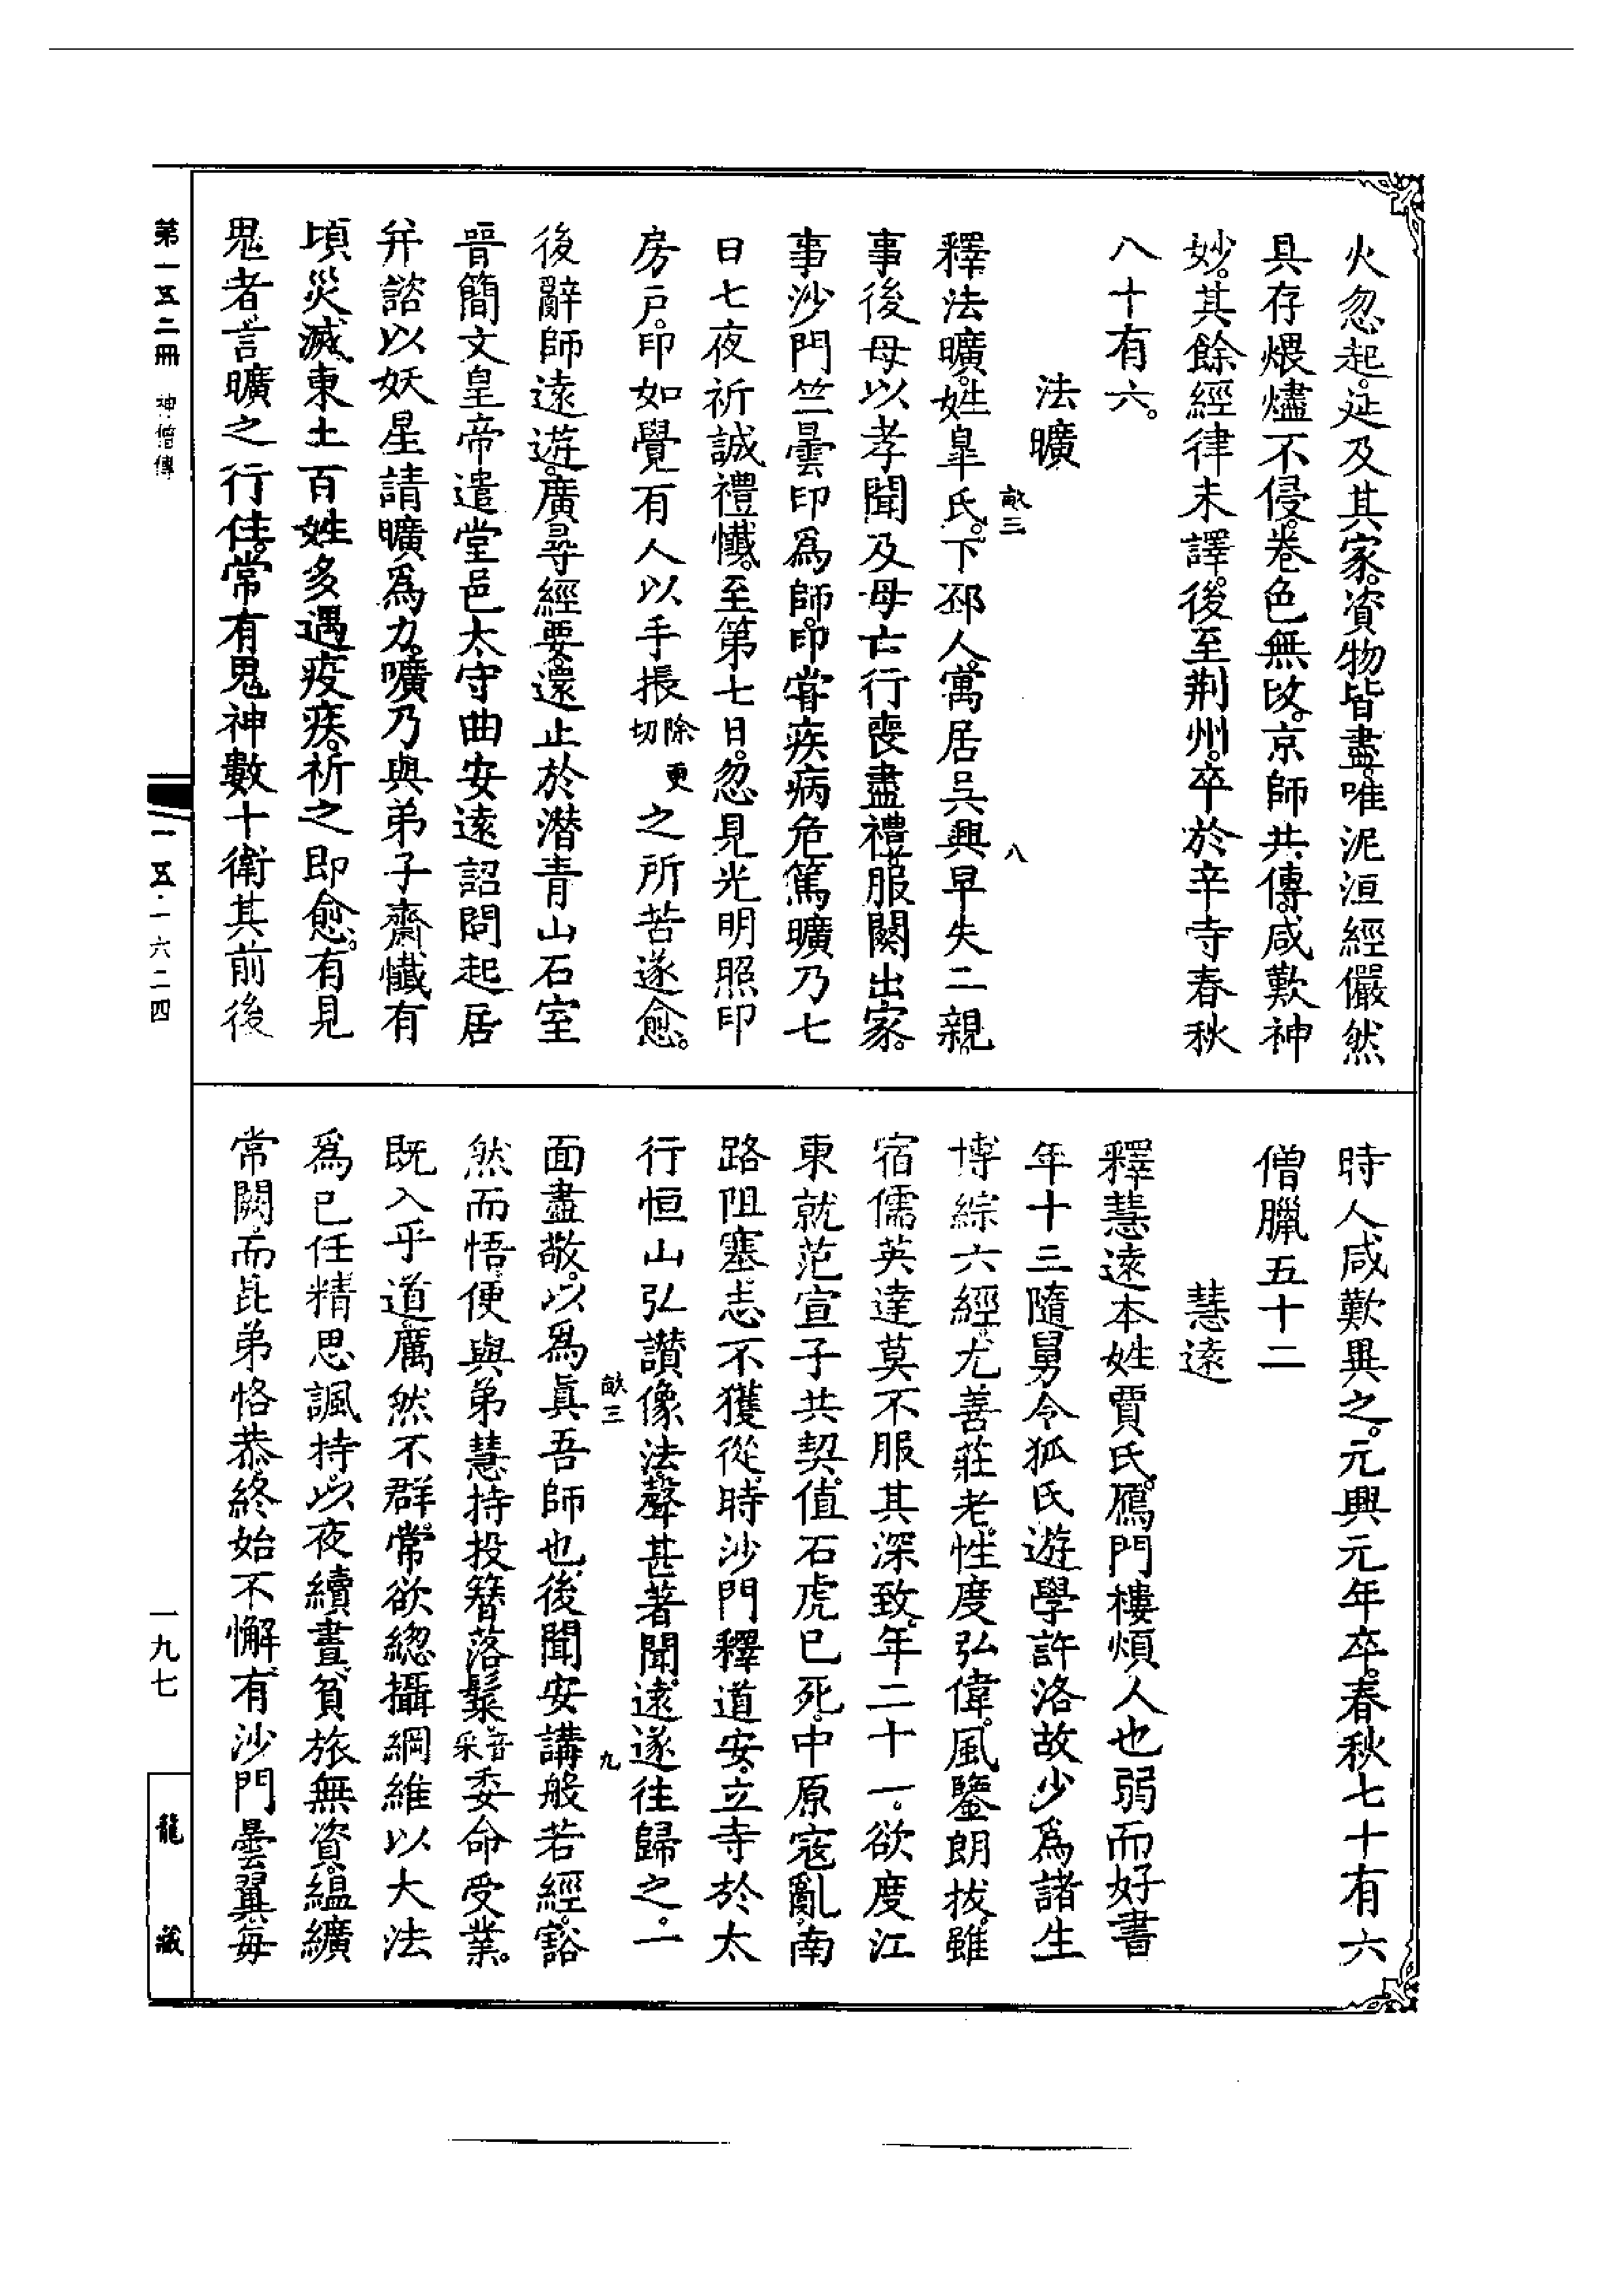 火忽起。延及其家。資物皆盡。唯泥洹經儼然
具存煨燼不侵。卷色無改。京師共傳。咸歎神
妙。其餘經律未譯。後至荆州。卒於辛寺春秋
八十有六。
法曠
畝三
八
釋法曠。姓皐氏。下邳人。寓居吳興早失二親。
事後母以孝聞及母亡行喪盡禮。服闋出家。
事沙門竺曇印爲師。印甞疾病危篤曠乃七
日七夜祈誠禮懺。至第七日。忽見光明照印
房戸。印如覺有人以手振除更切之所苦遂愈。
後辭師遠遊。廣尋經要。還止於潛青山石室
晉簡文皇帝遣堂邑太守曲安遠詔問起居
并諮以妖星請曠爲力。曠乃與弟子齋懺有
頃災滅。東土百姓多遇疫疾。祈之即愈。有見
鬼者。言曠之行住。常有鬼神數十衛其前後
時人咸歎異之。元興元年卒。春秋七十有六
僧臘五十二
慧遠
釋慧遠本姓賈氏。鴈門樓煩人也弱而好書
年十三隨舅令狐氏遊學許洛故少爲諸生
博綜六經。尤善莊老。性度弘偉。風鑒朗拔。雖
宿儒英達莫不服其深致。年二十一。欲度江
東就范宣子共契。值石虎已死。中原寇亂。南
路阻塞。志不獲從。時沙門釋道安。立寺於太
行恒山弘讃像法。聲甚著聞。遠遂往歸之。一
畝三
九
面盡敬。以爲眞吾師也。後聞安講般若經。豁
然而悟。便與弟慧持投簪落髮音采委命受業。
既入乎道。厲然不群。常欲緫攝綱維以大法
爲已任精思諷持。以夜續晝。貧旅無資。緼纊
常闕。而昆弟恪恭。終始不懈。有沙門曇翼每
第一五二冊 神僧傳
一五·一六二四
一九七
龍藏